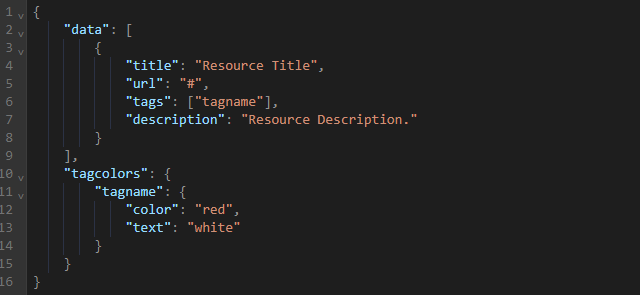 1 {
2     "data": [
3         {
4             "title": "Resource Title",
5             "url": "#",
6             "tags": ["tagname"],
7             "description": "Resource Description."
8         }
9     ],
10     "tagcolors": {
11         "tagname": {
12             "color": "red",
13             "text": "white"
14         }
15     }
16 }